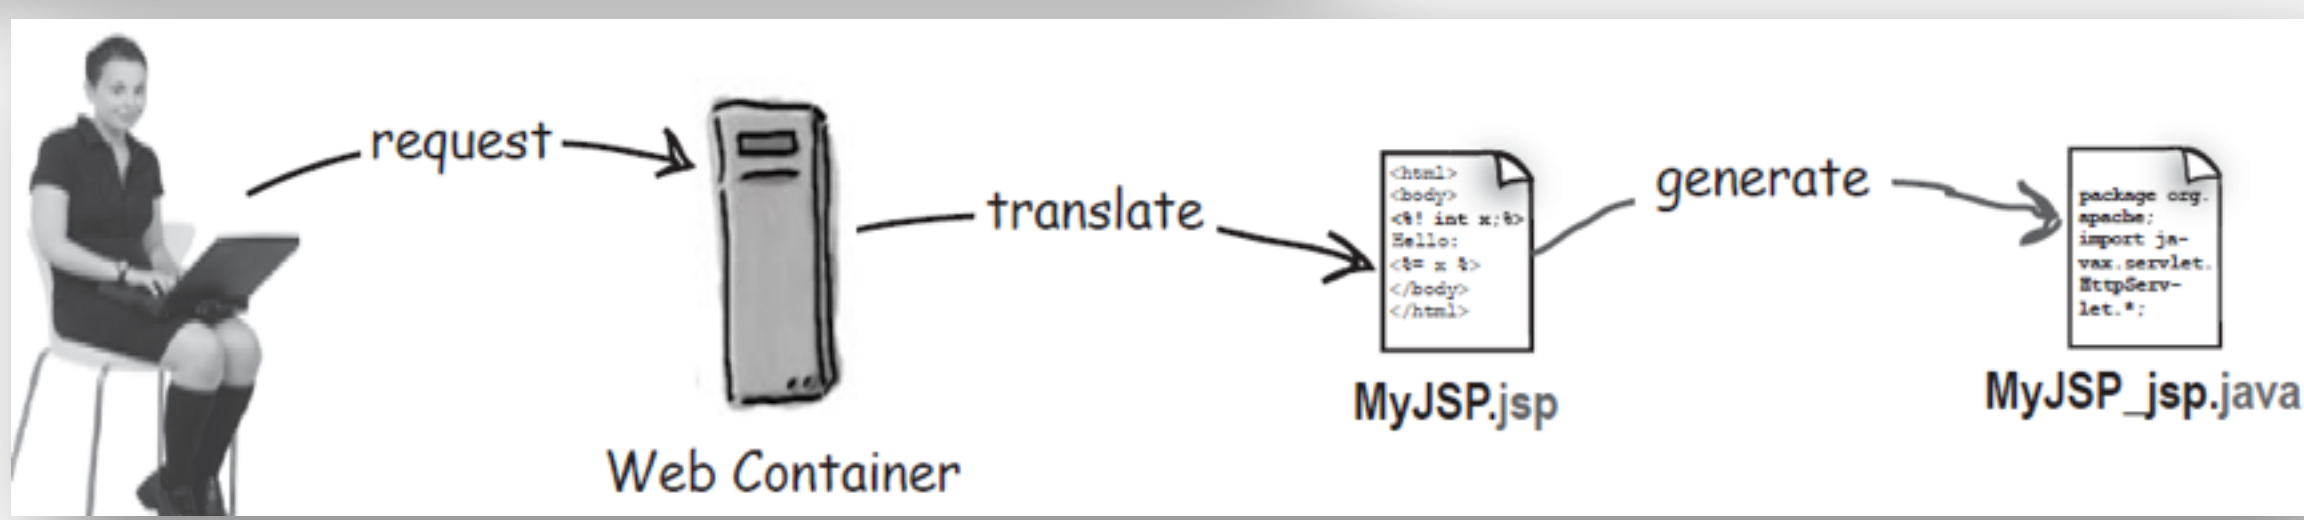 request
translate
generate
<html>
<body>
<%! int x;%>
Hello:
<%= x %>
</body>
</html>
package org.
apache;
import ja-
vax.servlet.
HttpServ-
let.*;
MyJSP.jsp
MyJSP_jsp.java
Web Container